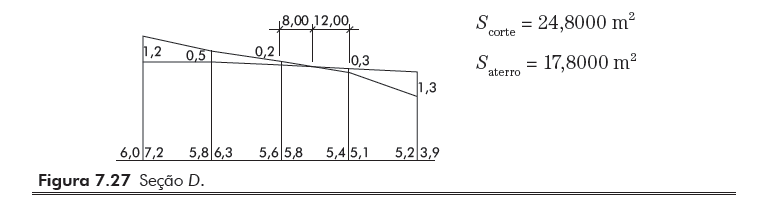 8,00 12,00
S corte = 24,8000 m²
1,2 0,5 0,2 0,3
S aterro = 17,8000 m²
1,3
6,0 7,2 5,8 6,3 5,6 5,8 5,4 5,1 5,2 3,9
Figura 7.27 Seção D.